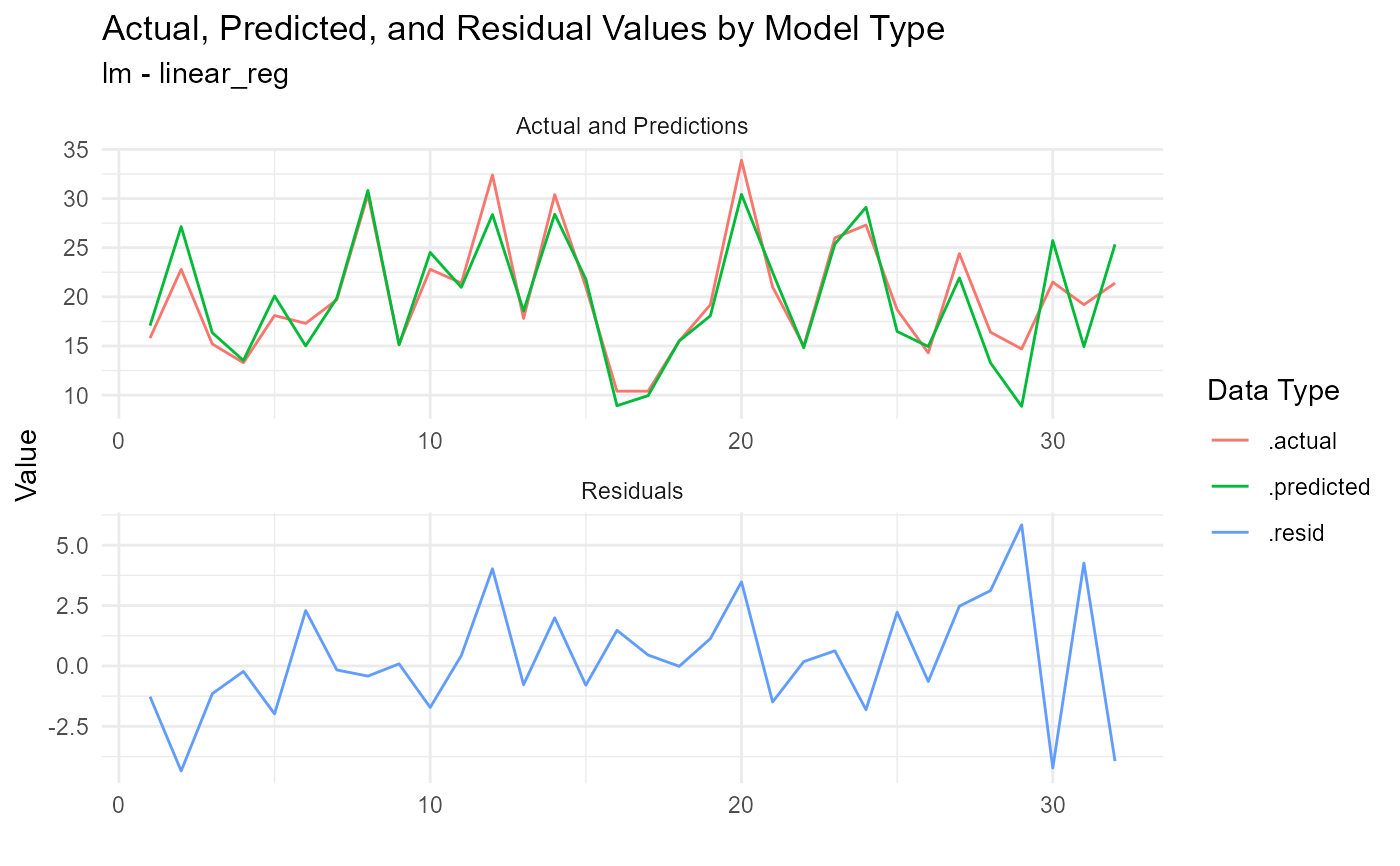 Actual, Predicted, and Residual Values by Model Type
lm - linear_reg
Actual and Predictions
35
30
25
20
15
10
0 10 20 30
Value
Residuals
5.0
2.5
0.0
-2.5
0 10 20 30
Data Type
.actual
.predicted
.resid